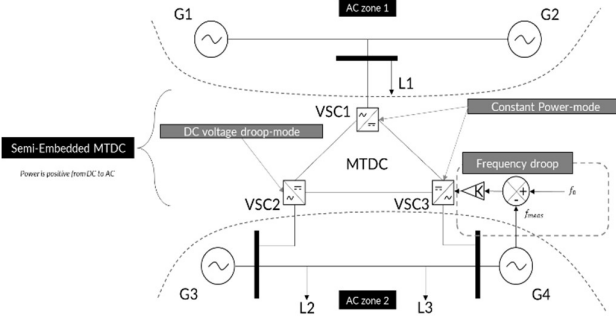 AC zone 1
G1
G2
L1
VSC1
Constant Power-mode
DC voltage droop-mode
Semi-Embedded MTDC
Power is positive from DC to AC
MTDC
Frequency droop
K
+
-
f₀
fmeas
VSC2
VSC3
G3
G4
L2
AC zone 2
L3